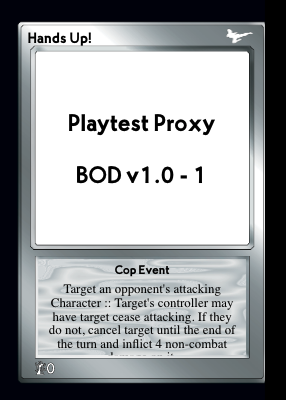 Hands Up!
Playtest Proxy
BOD v1.0 - 1
Cop Event
Target an opponent's attacking
Character :: Target's controller may
have target cease attacking. If they
do not, cancel target until the end of
the turn and inflict 4 non-combat
0